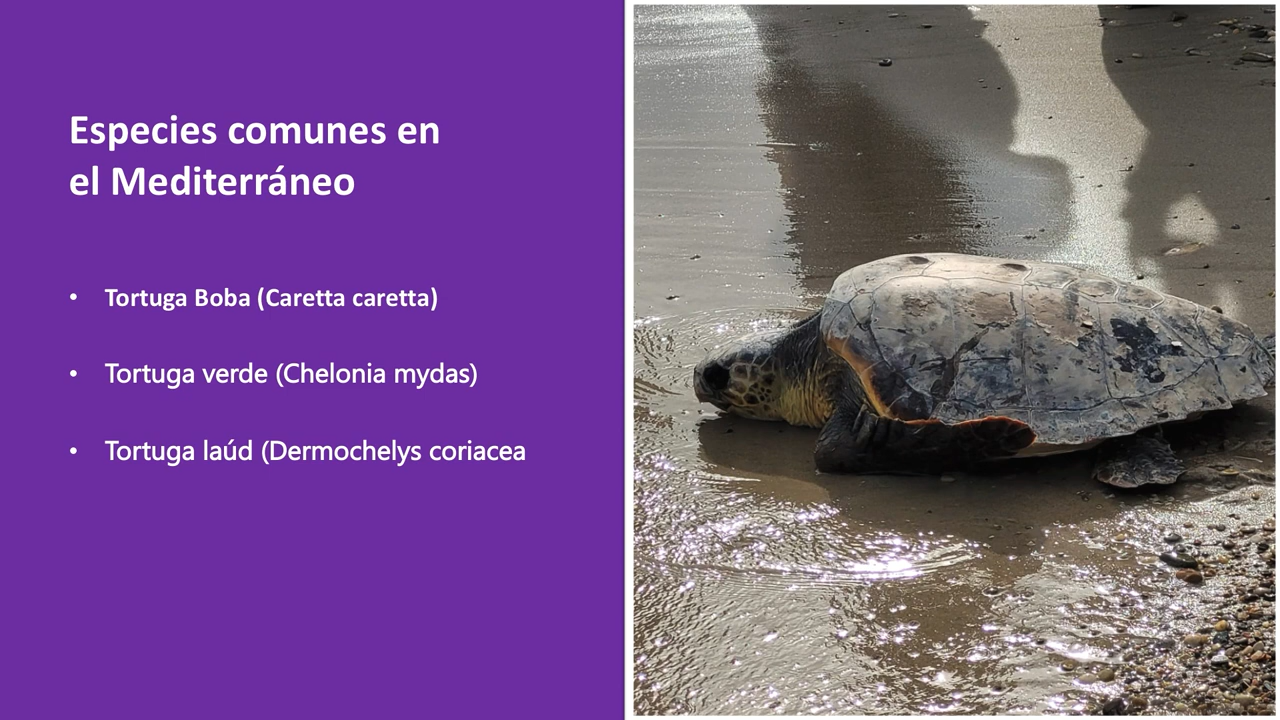 Especies comunes en
el Mediterráneo
• Tortuga Boba (Caretta caretta)
• Tortuga verde (Chelonia mydas)
• Tortuga laúd (Dermochelys coriacea